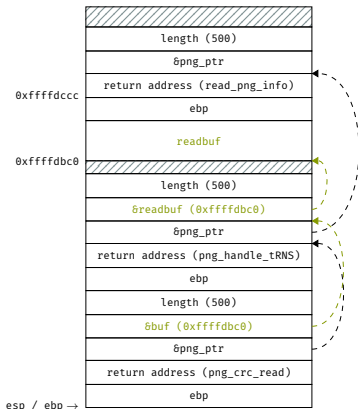 length (500)
&png_ptr
return address (read_png_info)
0xffffdccc
ebp
readbuf
0xffffdbc0
length (500)
&readbuf (0xffffdbc0)
&png_ptr
return address (png_handle_tRNS)
ebp
length (500)
&buf (0xffffdbc0)
&png_ptr
return address (png_crc_read)
esp / ebp → ebp